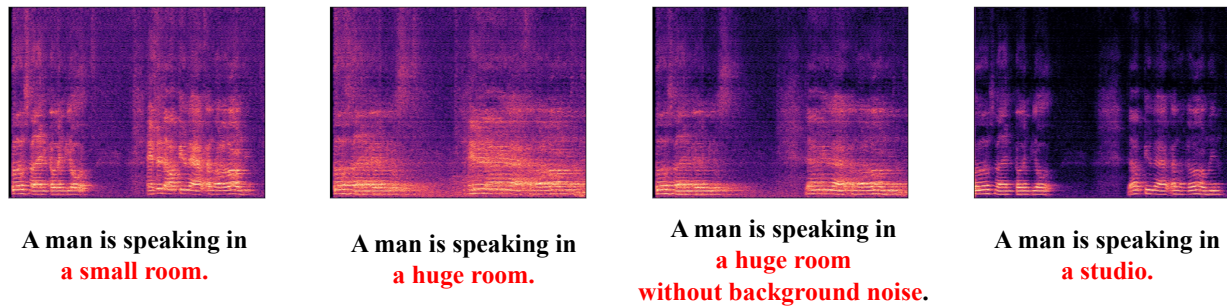 A man is speaking in
a small room.
A man is speaking in
a huge room.
A man is speaking in
a huge room
without background noise.
A man is speaking in
a studio.